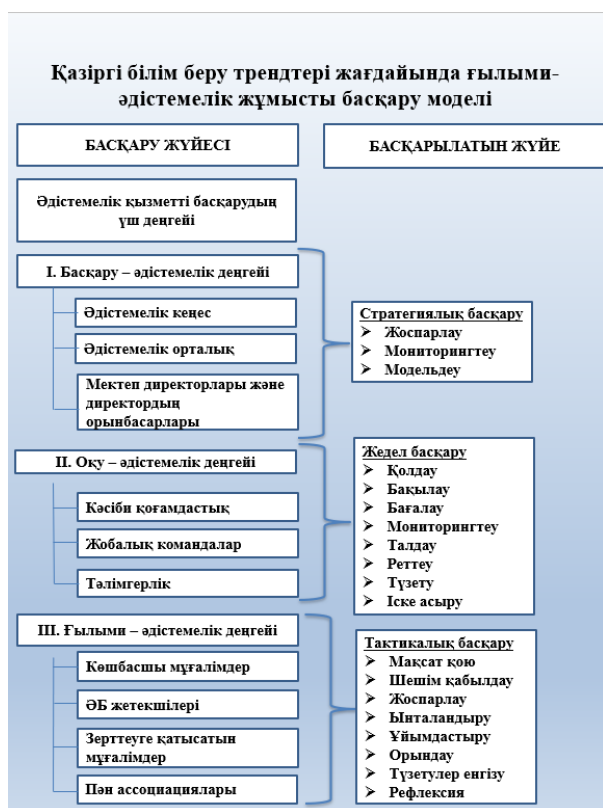 Қазіргі білім беру трендтері жағдайында ғылыми-
әдістемелік жұмысты басқару моделі
БАСҚАРУ ЖҮЙЕСІ
БАСҚАРЫЛАТЫН ЖҮЙЕ
Әдістемелік қызметті басқарудың
үш деңгейі
І. Басқару – әдістемелік деңгейі
Әдістемелік кеңес
Әдістемелік орталық
Мектеп директорлары және
директордың
орынбасарлары
Стратегиялық басқару
➢ Жоспарлау
➢ Мониторингтеу
➢ Модельдеу
ІІ. Оқу – әдістемелік деңгейі
Кәсіби қоғамдастық
Жобалық командалар
Тәлімгерлік
Жедел басқару
➢ Қолдау
➢ Бақылау
➢ Бағалау
➢ Мониторингтеу
➢ Талдау
➢ Реттеу
➢ Түзету
➢ Іске асыру
ІІІ. Ғылыми – әдістемелік деңгейі
Көшбасшы мұғалімдер
ӘБ жетекшілері
Зерттеуге қатысатын
мұғалімдер
Пән ассоциациялары
Тактикалық басқару
➢ Мақсат қою
➢ Шешім қабылдау
➢ Жоспарлау
➢ Ынталандыру
➢ Ұйымдастыру
➢ Орындау
➢ Түзетулер енгізу
➢ Рефлексия